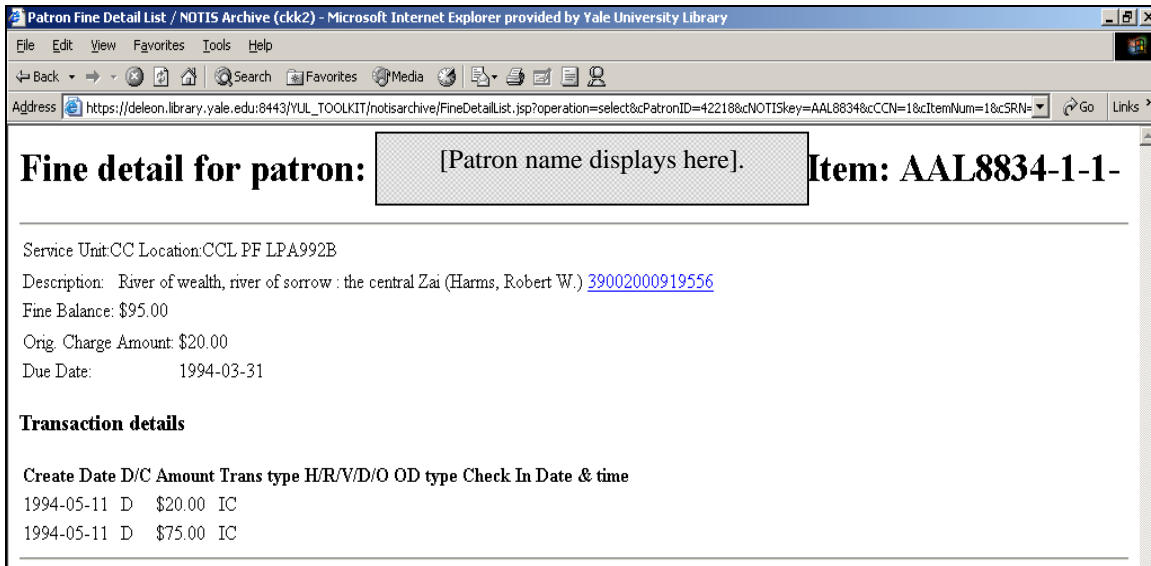 Patron Fine Detail List / NOTIS Archive (ckk2) - Microsoft Internet Explorer provided by Yale University Library
File Edit View Favorites Tools Help
Back Search Favorites Media
Address https://deleon.library.yale.edu:8443/YUL_TOOLKIT/notisarchive/FineDetailList.jsp?operation=select&cPatronID=42218&cNOTISkey=AAL8834&cCCN=1&cItemNum=1&cSRN= Go Links »
Fine detail for patron: [Patron name displays here]. Item: AAL8834-1-1-
Service Unit:CC Location:CCL PF LPA992B
Description: River of wealth, river of sorrow : the central Zai (Harms, Robert W.) 39002000919556
Fine Balance: $95.00
Orig. Charge Amount: $20.00
Due Date: 1994-03-31
Transaction details
Create Date D/C Amount Trans type H/R/V/D/O OD type Check In Date & time
1994-05-11 D $20.00 IC
1994-05-11 D $75.00 IC